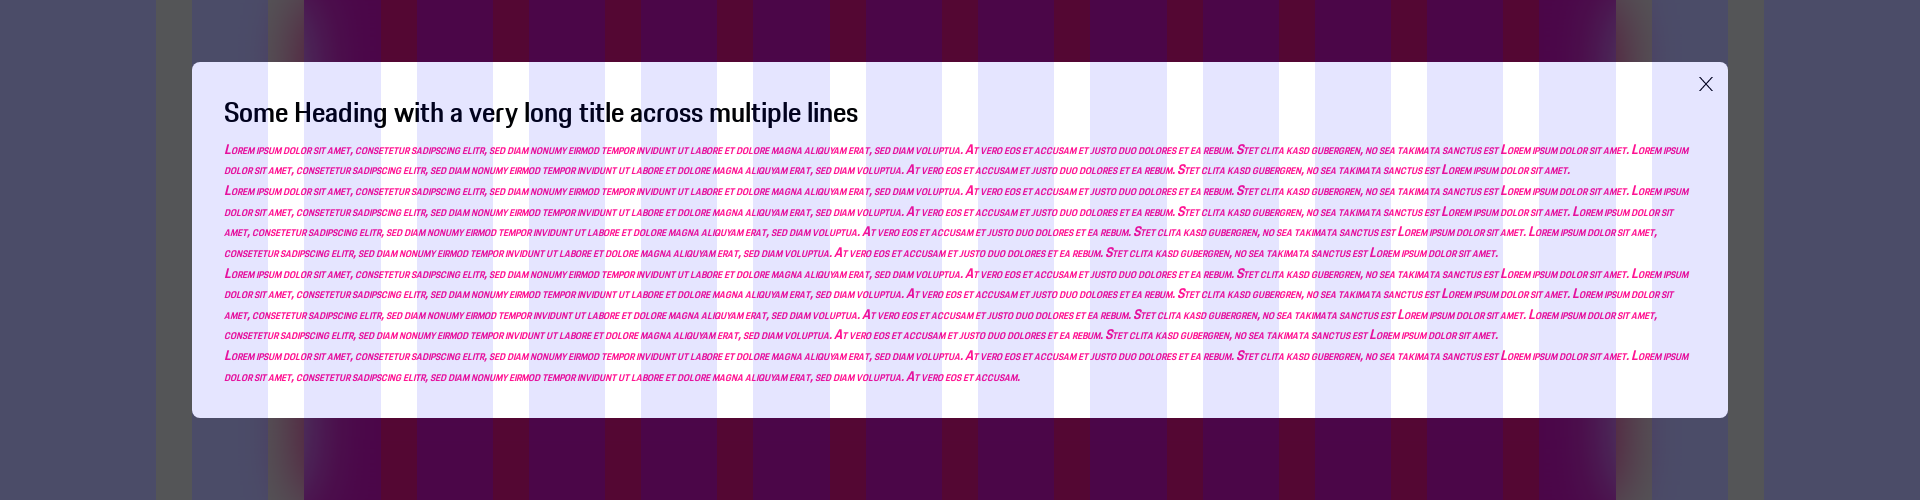 Some Heading with a very long title across multiple lines
Lorem ipsum dolor sit amet, consetetur sadipscing elitr, sed diam nonumy eirmod tempor invidunt ut labore et dolore magna aliquyam erat, sed diam voluptua. At vero eos et accusam et justo duo dolores et ea rebum. Stet clita kasd gubergren, no sea takimata sanctus est Lorem ipsum dolor sit amet. Lorem ipsum
dolor sit amet, consetetur sadipscing elitr, sed diam nonumy eirmod tempor invidunt ut labore et dolore magna aliquyam erat, sed diam voluptua. At vero eos et accusam et justo duo dolores et ea rebum. Stet clita kasd gubergren, no sea takimata sanctus est Lorem ipsum dolor sit amet.
Lorem ipsum dolor sit amet, consetetur sadipscing elitr, sed diam nonumy eirmod tempor invidunt ut labore et dolore magna aliquyam erat, sed diam voluptua. At vero eos et accusam et justo duo dolores et ea rebum. Stet clita kasd gubergren, no sea takimata sanctus est Lorem ipsum dolor sit amet. Lorem ipsum
dolor sit amet, consetetur sadipscing elitr, sed diam nonumy eirmod tempor invidunt ut labore et dolore magna aliquyam erat, sed diam voluptua. At vero eos et accusam et justo duo dolores et ea rebum. Stet clita kasd gubergren, no sea takimata sanctus est Lorem ipsum dolor sit amet. Lorem ipsum dolor sit
amet, consetetur sadipscing elitr, sed diam nonumy eirmod tempor invidunt ut labore et dolore magna aliquyam erat, sed diam voluptua. At vero eos et accusam et justo duo dolores et ea rebum. Stet clita kasd gubergren, no sea takimata sanctus est Lorem ipsum dolor sit amet. Lorem ipsum dolor sit amet,
consetetur sadipscing elitr, sed diam nonumy eirmod tempor invidunt ut labore et dolore magna aliquyam erat, sed diam voluptua. At vero eos et accusam et justo duo dolores et ea rebum. Stet clita kasd gubergren, no sea takimata sanctus est Lorem ipsum dolor sit amet.
Lorem ipsum dolor sit amet, consetetur sadipscing elitr, sed diam nonumy eirmod tempor invidunt ut labore et dolore magna aliquyam erat, sed diam voluptua. At vero eos et accusam et justo duo dolores et ea rebum. Stet clita kasd gubergren, no sea takimata sanctus est Lorem ipsum dolor sit amet. Lorem ipsum
dolor sit amet, consetetur sadipscing elitr, sed diam nonumy eirmod tempor invidunt ut labore et dolore magna aliquyam erat, sed diam voluptua. At vero eos et accusam et justo duo dolores et ea rebum. Stet clita kasd gubergren, no sea takimata sanctus est Lorem ipsum dolor sit amet. Lorem ipsum dolor sit
amet, consetetur sadipscing elitr, sed diam nonumy eirmod tempor invidunt ut labore et dolore magna aliquyam erat, sed diam voluptua. At vero eos et accusam et justo duo dolores et ea rebum. Stet clita kasd gubergren, no sea takimata sanctus est Lorem ipsum dolor sit amet. Lorem ipsum dolor sit amet,
consetetur sadipscing elitr, sed diam nonumy eirmod tempor invidunt ut labore et dolore magna aliquyam erat, sed diam voluptua. At vero eos et accusam et justo duo dolores et ea rebum. Stet clita kasd gubergren, no sea takimata sanctus est Lorem ipsum dolor sit amet.
Lorem ipsum dolor sit amet, consetetur sadipscing elitr, sed diam nonumy eirmod tempor invidunt ut labore et dolore magna aliquyam erat, sed diam voluptua. At vero eos et accusam et justo duo dolores et ea rebum. Stet clita kasd gubergren, no sea takimata sanctus est Lorem ipsum dolor sit amet. Lorem ipsum
dolor sit amet, consetetur sadipscing elitr, sed diam nonumy eirmod tempor invidunt ut labore et dolore magna aliquyam erat, sed diam voluptua. At vero eos et accusam.